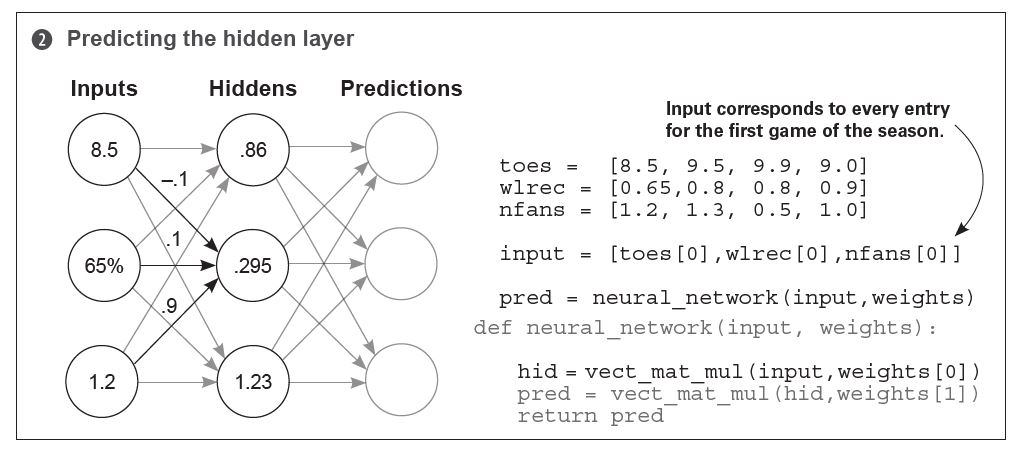 2 Predicting the hidden layer
Inputs Hiddens Predictions
8.5 .86
–.1
.1
65% .295
.9
1.2 1.23
Input corresponds to every entry
for the first game of the season.
toes = [8.5, 9.5, 9.9, 9.0]
wlrec = [0.65,0.8, 0.8, 0.9]
nfans = [1.2, 1.3, 0.5, 1.0]
input = [toes[0],wlrec[0],nfans[0]]
pred = neural_network(input,weights)
def neural_network(input, weights):
hid = vect_mat_mul(input,weights[0])
pred = vect_mat_mul(hid,weights[1])
return pred